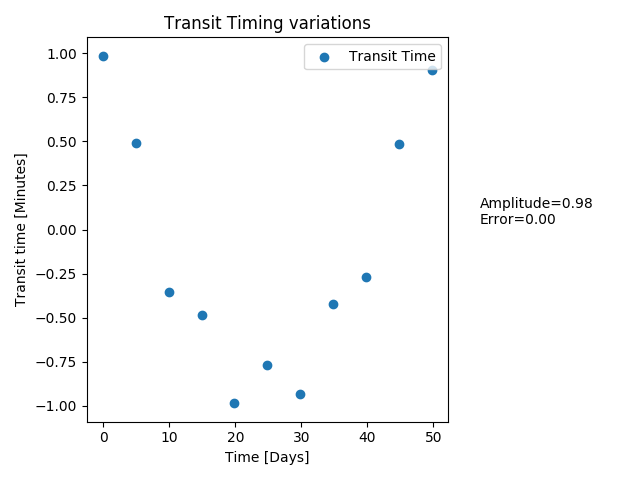 Transit Timing variations
Transit Time
1.00
0.75
0.50
0.25
0.00
−0.25
−0.50
−0.75
−1.00
Transit time [Minutes]
Amplitude=0.98
Error=0.00
0 10 20 30 40 50
Time [Days]